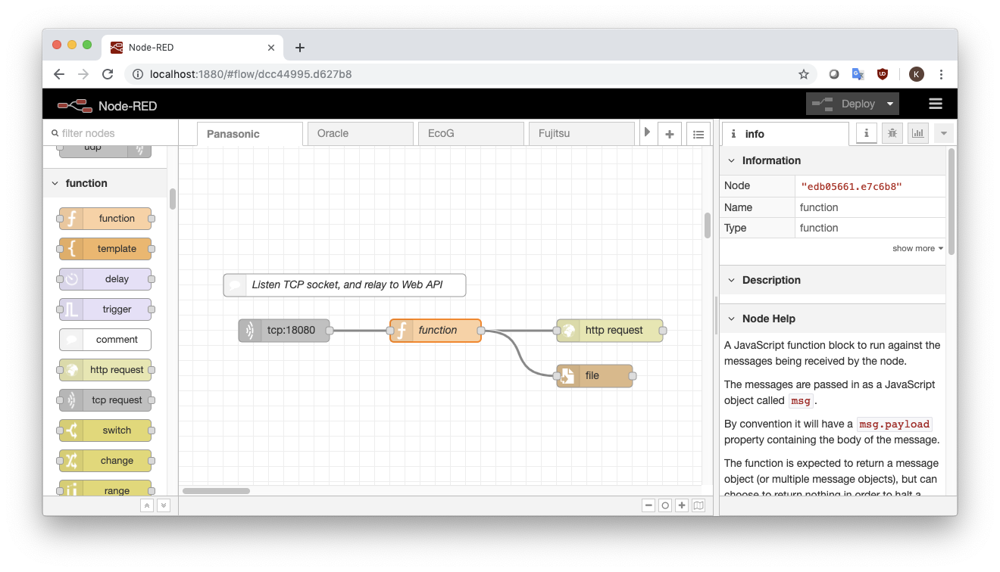 Node-RED
localhost:1880/#flow/dcc44995.d627b8
K
Node-RED
Deploy
filter nodes
udp
function
function
template
delay
trigger
comment
http request
tcp request
switch
change
range
Panasonic
Oracle
EcoG
Fujitsu
Listen TCP socket, and relay to Web API
tcp:18080
function
http request
file
info
Information
Node "edb05661.e7c6b8"
Name function
Type function
show more
Description
Node Help
A JavaScript function block to run against the
messages being received by the node.
The messages are passed in as a JavaScript
object called msg.
By convention it will have a msg.payload
property containing the body of the message.
The function is expected to return a message
object (or multiple message objects), but can
choose to return nothing in order to halt a